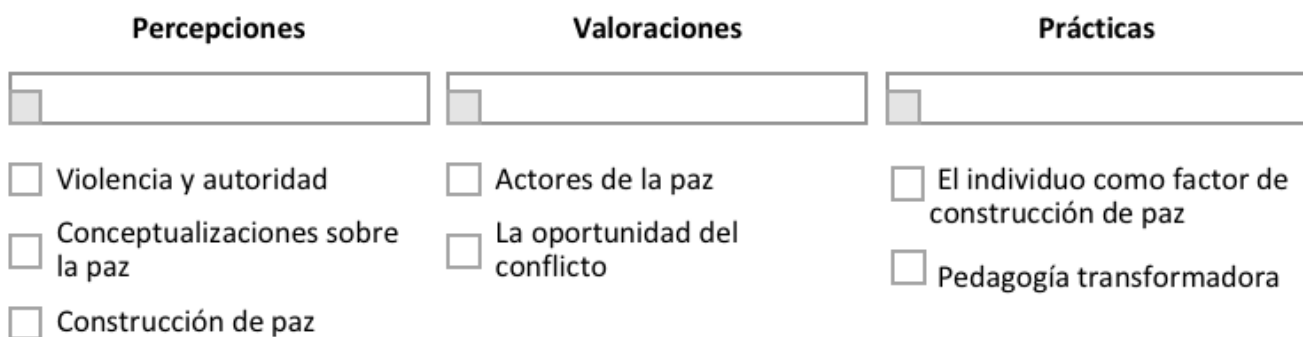 Percepciones
Violencia y autoridad
Conceptualizaciones sobre
la paz
Construcción de paz
Valoraciones
Actores de la paz
La oportunidad del
conflicto
Prácticas
El individuo como factor de
construcción de paz
Pedagogía transformadora